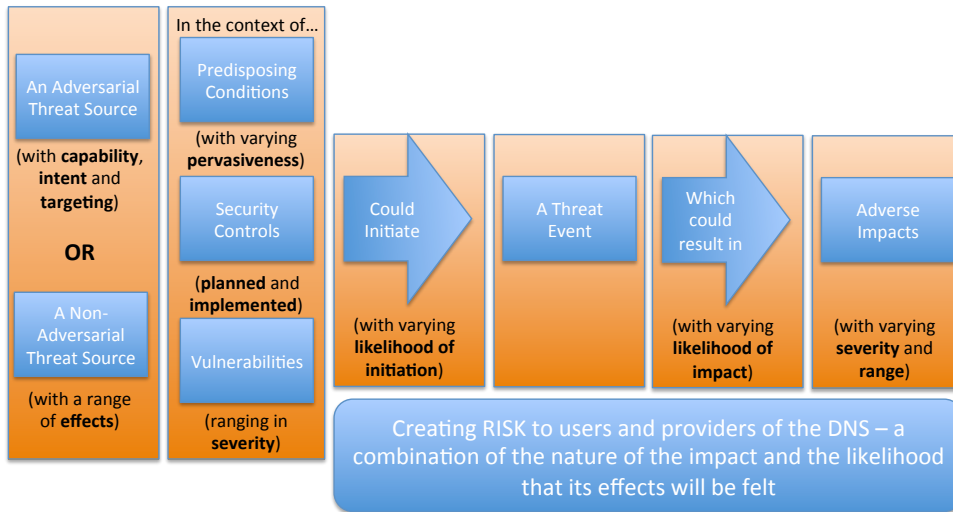 An Adversarial
Threat Source
(with capability,
intent and
targeting)
OR
A Non-
Adversarial
Threat Source
(with a range
of effects)
In the context of…
Predisposing
Conditions
(with varying
pervasiveness)
Security
Controls
(planned and
implemented)
Vulnerabilities
(ranging in
severity)
Could
Initiate
(with varying
likelihood of
initiation)
A Threat
Event
Which
could
result in
(with varying
likelihood of
impact)
Adverse
Impacts
(with varying
severity and
range)
Creating RISK to users and providers of the DNS – a
combination of the nature of the impact and the likelihood
that its effects will be felt